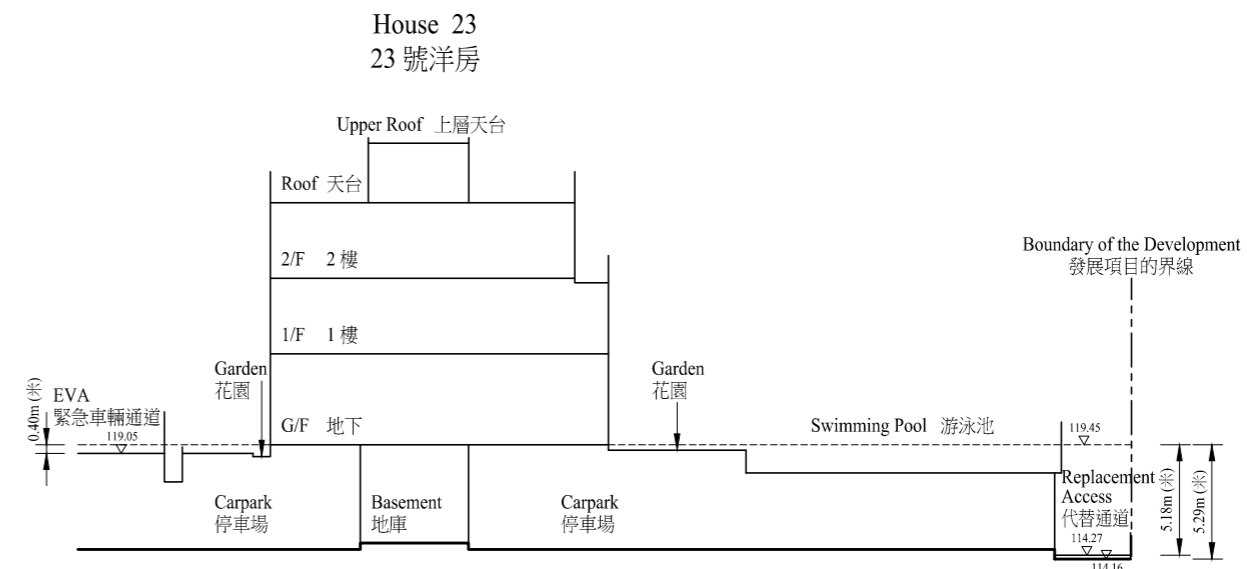 House 23
23 號洋房
Upper Roof 上層天台
Roof 天台
2/F 2 樓
Boundary of the Development
發展項目的界線
1/F 1 樓
Garden
花園
Garden
花園
0.40m (米)
EVA
緊急車輛通道
119.05
G/F 地下
Swimming Pool 游泳池
119.45
Carpark
停車場
Basement
地庫
Carpark
停車場
Replacement
Access
代替通道
114.27
114.16
5.18m (米)
5.29m (米)